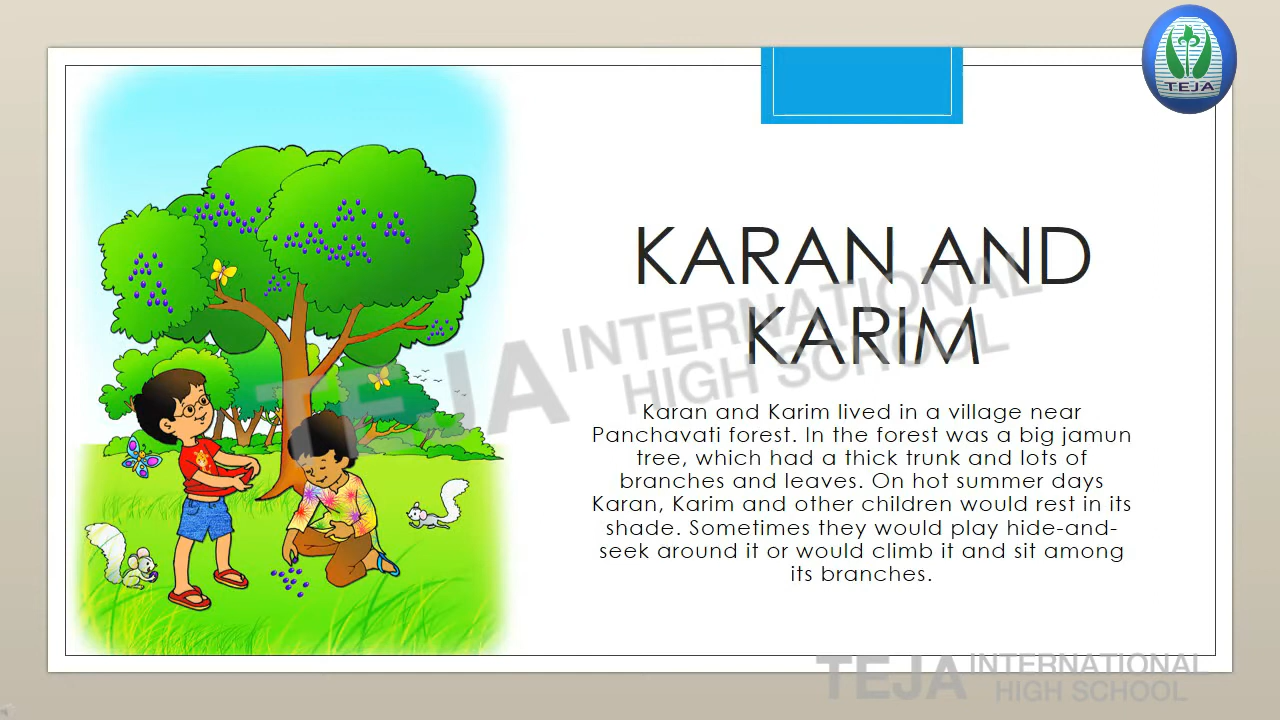 TEJA
KARAN AND
KARIM
Karan and Karim lived in a village near
Panchavati forest. In the forest was a big jamun
tree, which had a thick trunk and lots of
branches and leaves. On hot summer days
Karan, Karim and other children would rest in its
shade. Sometimes they would play hide-and-
seek around it or would climb it and sit among
its branches.
TEJA INTERNATIONAL
HIGH SCHOOL
TEJA INTERNATIONAL
HIGH SCHOOL